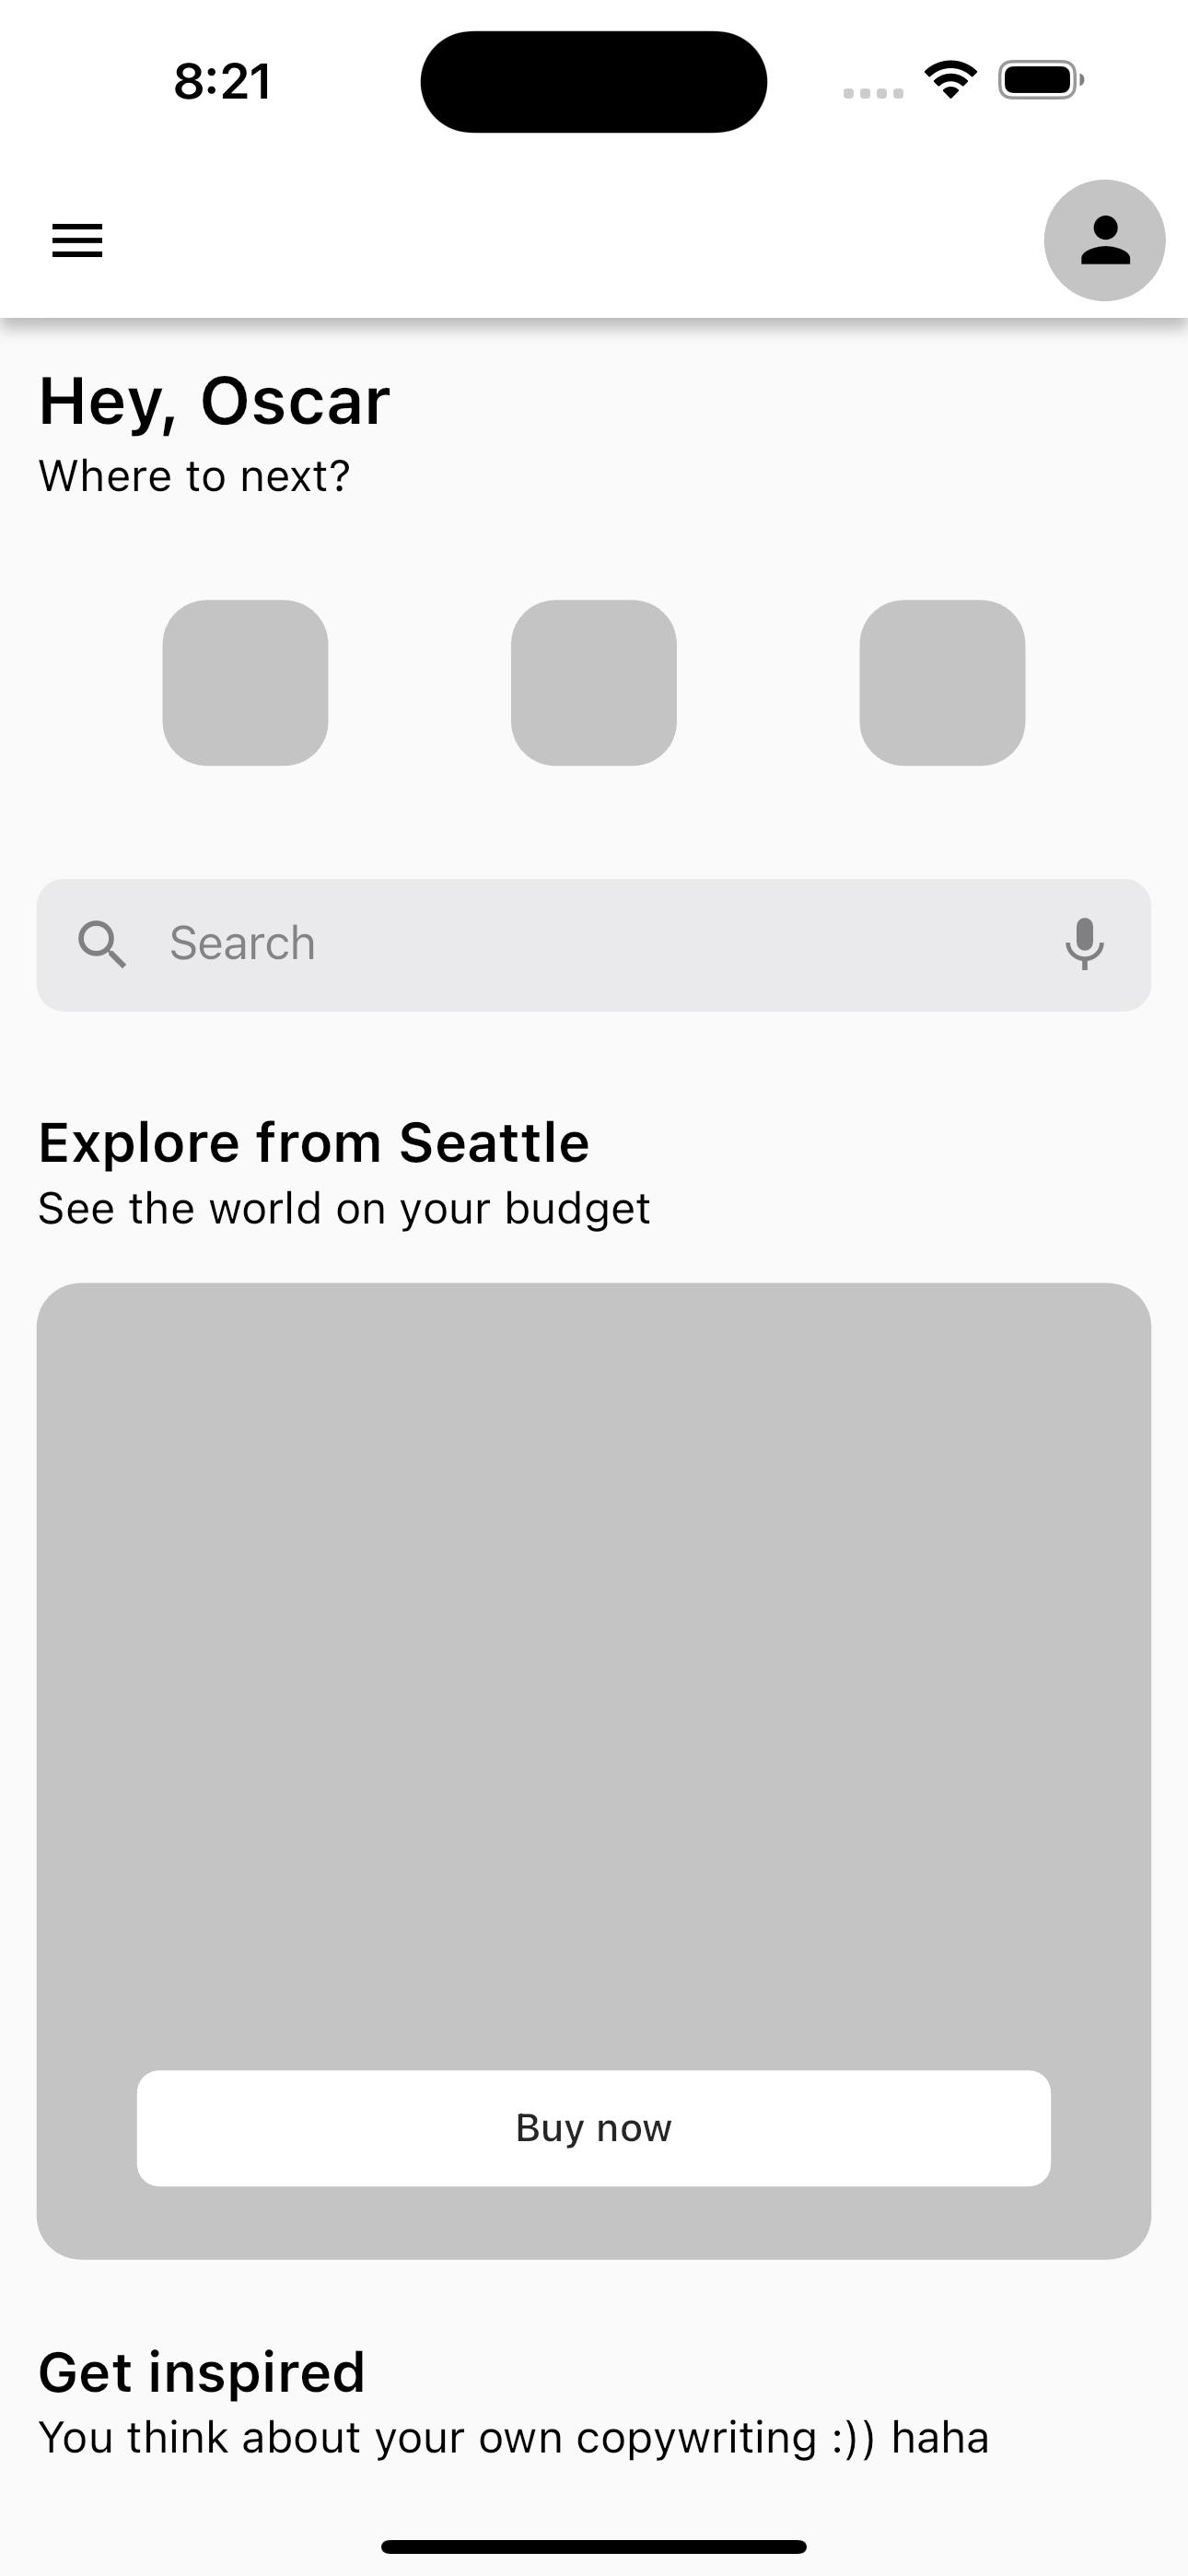 8:21
Hey, Oscar
Where to next?
Search
Explore from Seattle
See the world on your budget
Buy now
Get inspired
You think about your own copywriting :)) haha